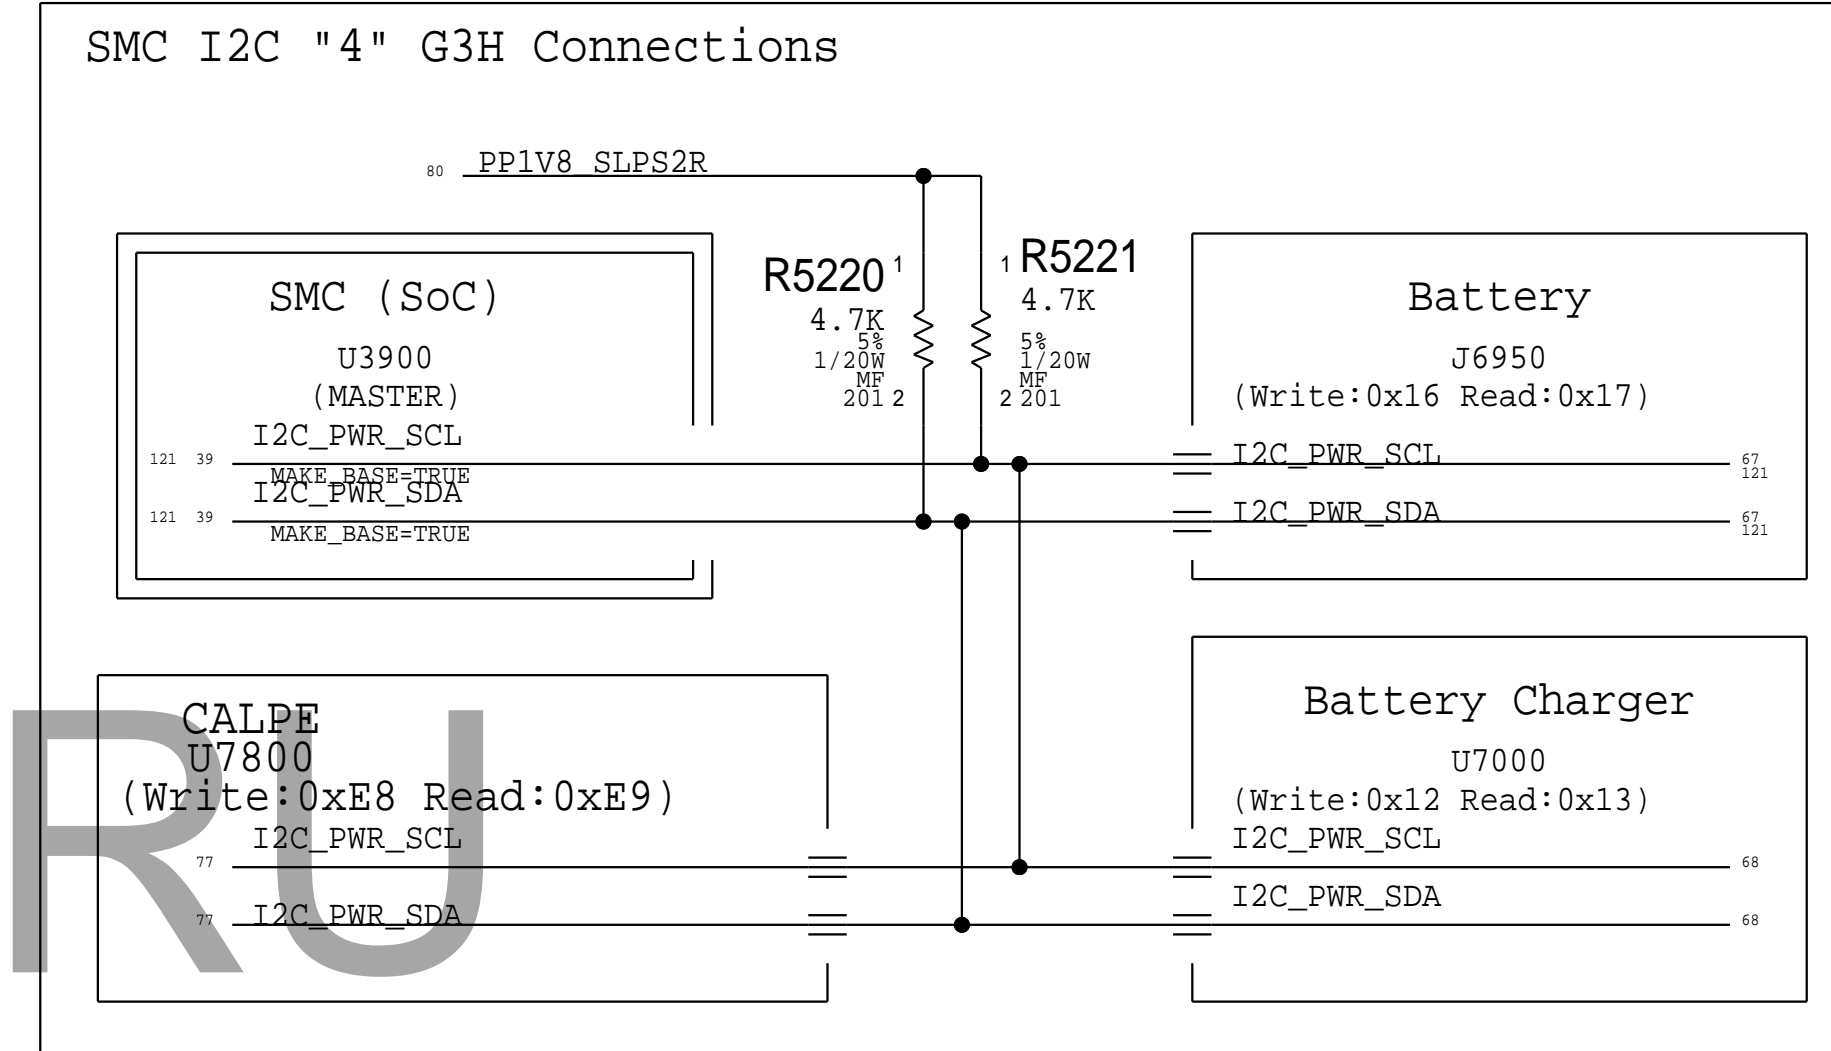 SMC I2C "4" G3H Connections
80 PP1V8_SLPS2R
SMC (SoC)
U3900
(MASTER)
I2C_PWR_SCL
121 39
MAKE_BASE=TRUE
I2C_PWR_SDA
121 39
MAKE_BASE=TRUE
R5220 1
4.7K
5%
1/20W
MF
201 2
1 R5221
4.7K
5%
1/20W
MF
2 201
Battery
J6950
(Write:0x16 Read:0x17)
I2C_PWR_SCL
67
121
I2C_PWR_SDA
67
121
CALPE
U7800
(Write:0xE8 Read:0xE9)
I2C_PWR_SCL
77
77 I2C_PWR_SDA
Battery Charger
U7000
(Write:0x12 Read:0x13)
I2C_PWR_SCL
68
I2C_PWR_SDA
68
RU